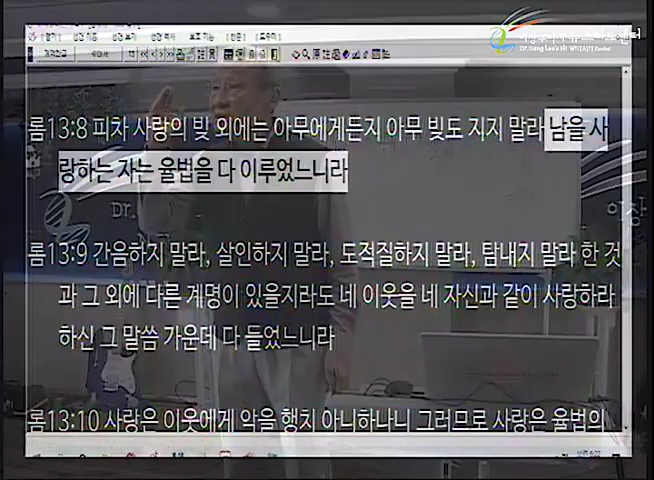 롬13:8 피차 사랑의 빚 외에는 아무에게든지 아무 빚도 지지 말라 남을 사
랑하는 자는 율법을 다 이루었느니라
롬13:9 간음하지 말라, 살인하지 말라, 도적질하지 말라, 탐내지 말라 한 것
과 그 외에 다른 계명이 있을지라도 네 이웃을 네 자신과 같이 사랑하라
하신 그 말씀 가운데 다 들었느니라
롬13:10 사랑은 이웃에게 악을 행치 아니하나니 그러므로 사랑은 율법의